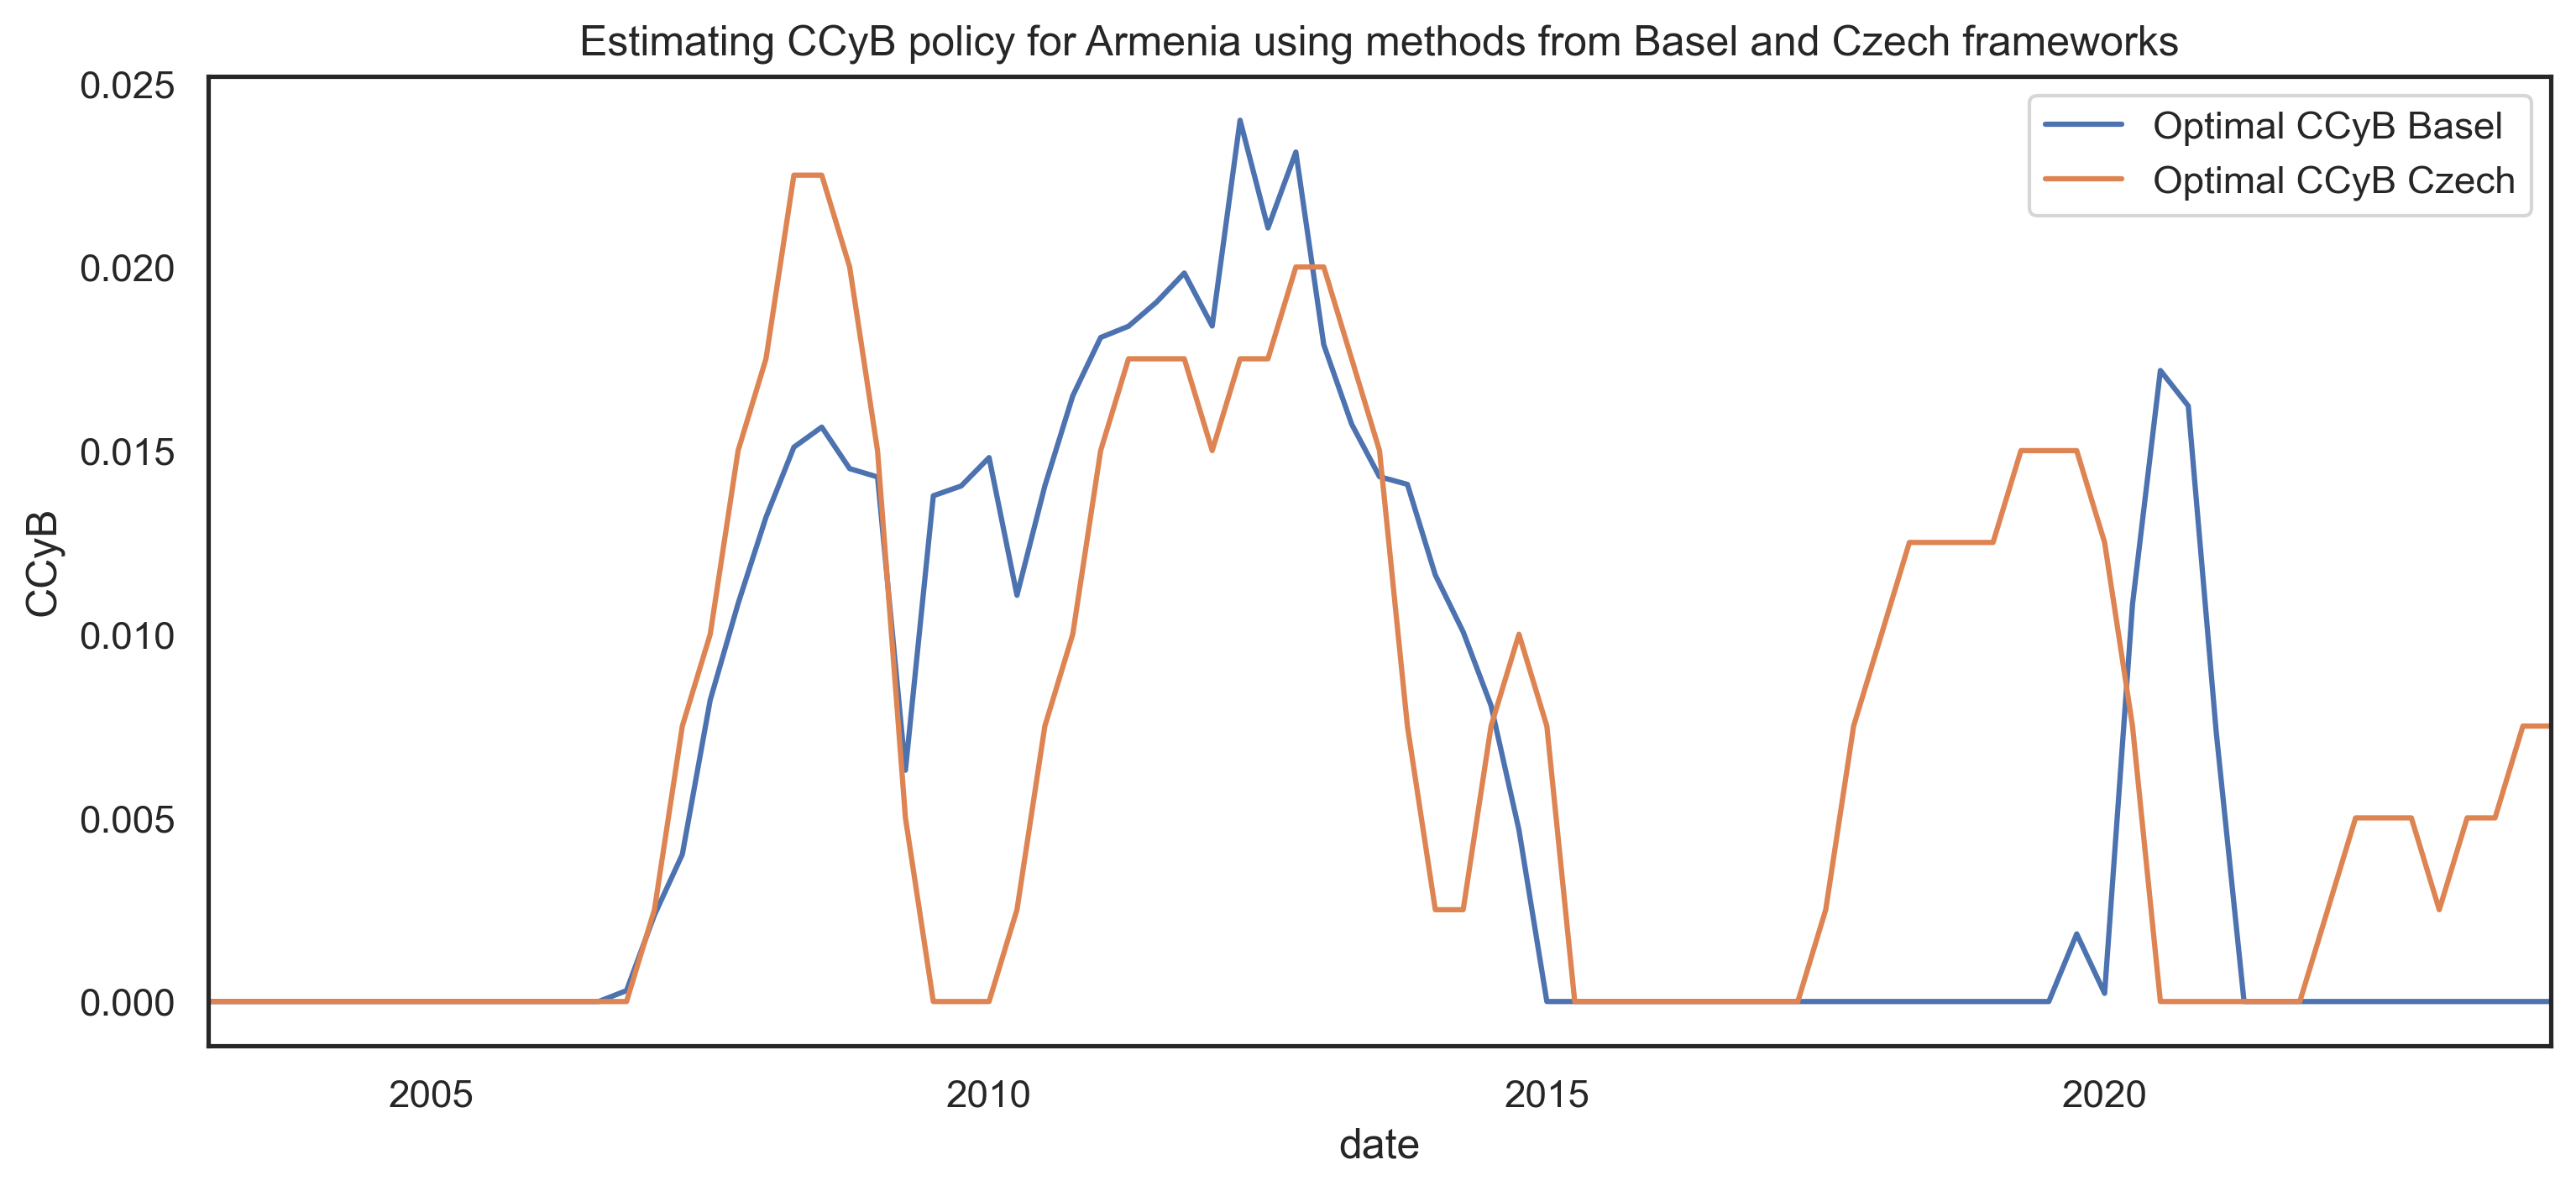 Estimating CCyB policy for Armenia using methods from Basel and Czech frameworks
0.025
Optimal CCyB Basel
Optimal CCyB Czech
0.020
0.015
CCyB
0.010
0.005
0.000
2005 2010 2015 2020
date